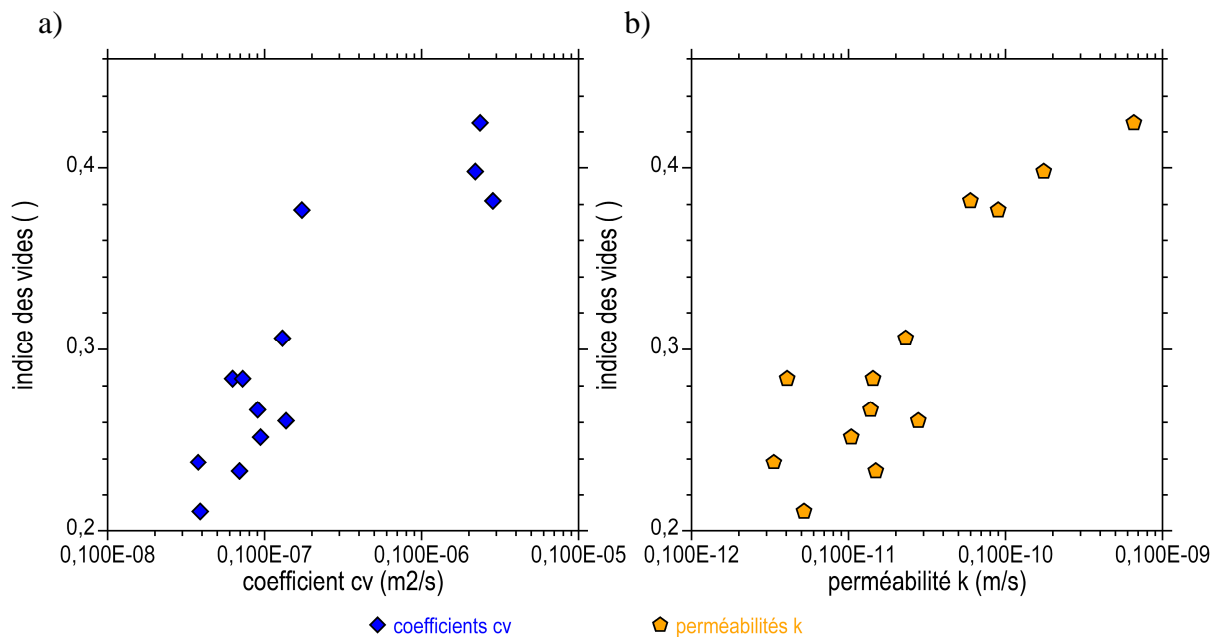 a)
b)
0,4
0,3
0,2
indice des vides ( )
0,100E-08 0,100E-07 0,100E-06 0,100E-05
coefficient cv (m2/s)
0,4
0,3
0,2
indice des vides ( )
0,100E-12 0,100E-11 0,100E-10 0,100E-09
perméabilité k (m/s)
coefficients cv
perméabilités k